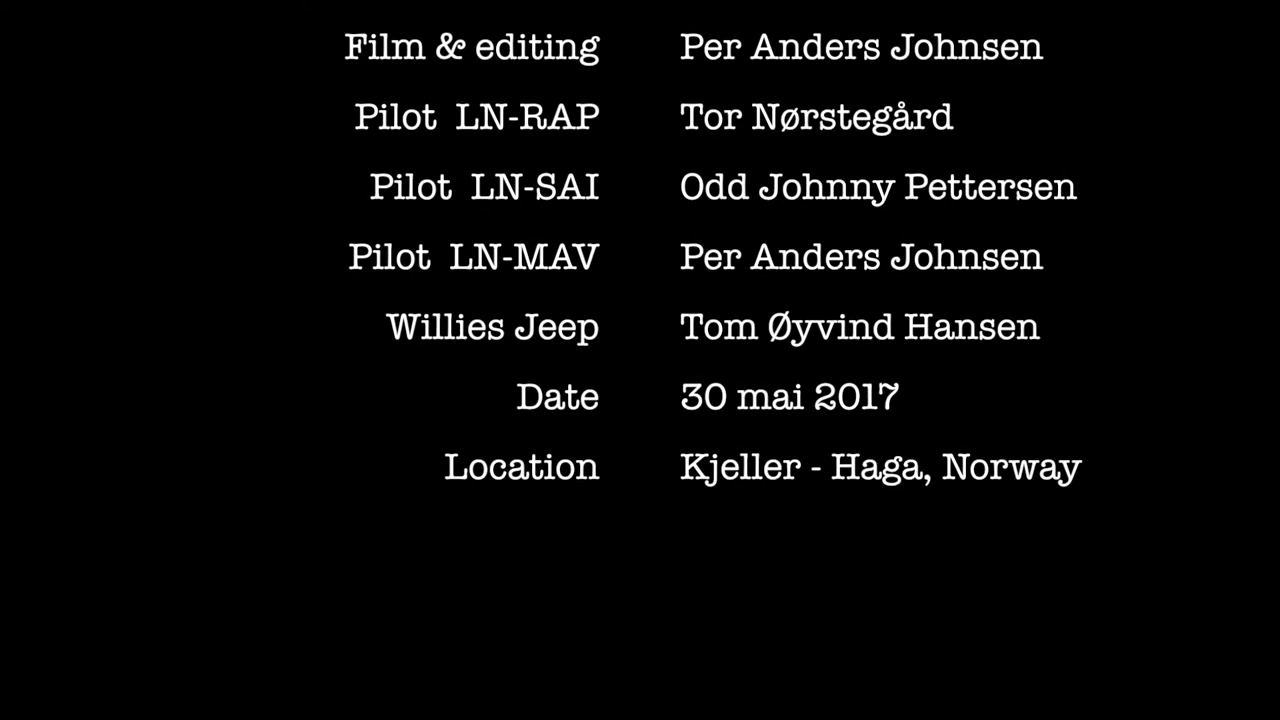 Film & editing Per Anders Johnsen
Pilot LN-RAP Tor Nørstegård
Pilot LN-SAI Odd Johnny Pettersen
Pilot LN-MAV Per Anders Johnsen
Willies Jeep Tom Øyvind Hansen
Date 30 mai 2017
Location Kjeller - Haga, Norway